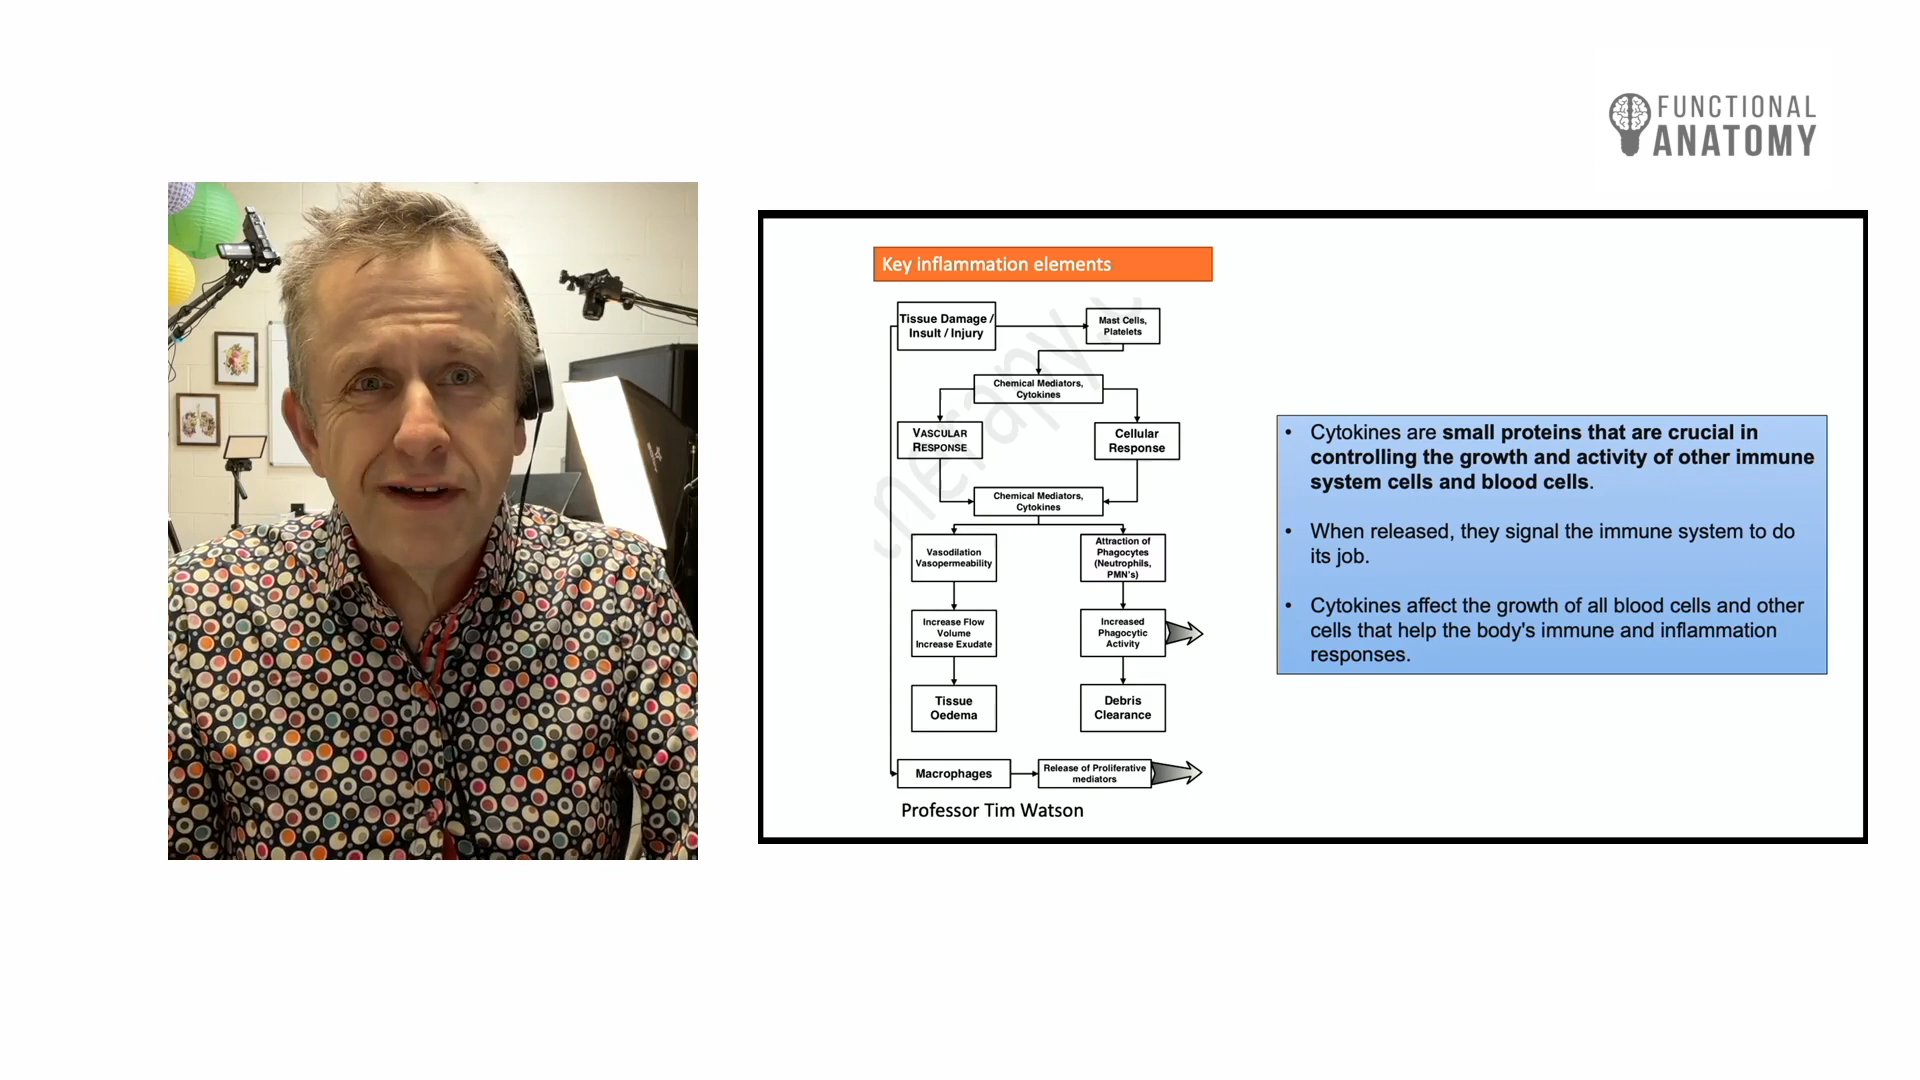 FUNCTIONAL
ANATOMY
Key inflammation elements
Tissue Damage /
Insult / Injury
Mast Cells,
Platelets
Chemical Mediators,
Cytokines
VASCULAR
RESPONSE
Cellular
Response
Chemical Mediators,
Cytokines
Vasodilation
Vasopermeability
Attraction of
Phagocytes
(Neutrophils,
PMN's)
Increase Flow
Volume
Increase Exudate
Increased
Phagocytic
Activity
Tissue
Oedema
Debris
Clearance
Macrophages
Release of Proliferative
mediators
Professor Tim Watson
• Cytokines are small proteins that are crucial in
controlling the growth and activity of other immune
system cells and blood cells.
• When released, they signal the immune system to do
its job.
• Cytokines affect the growth of all blood cells and other
cells that help the body's immune and inflammation
responses.